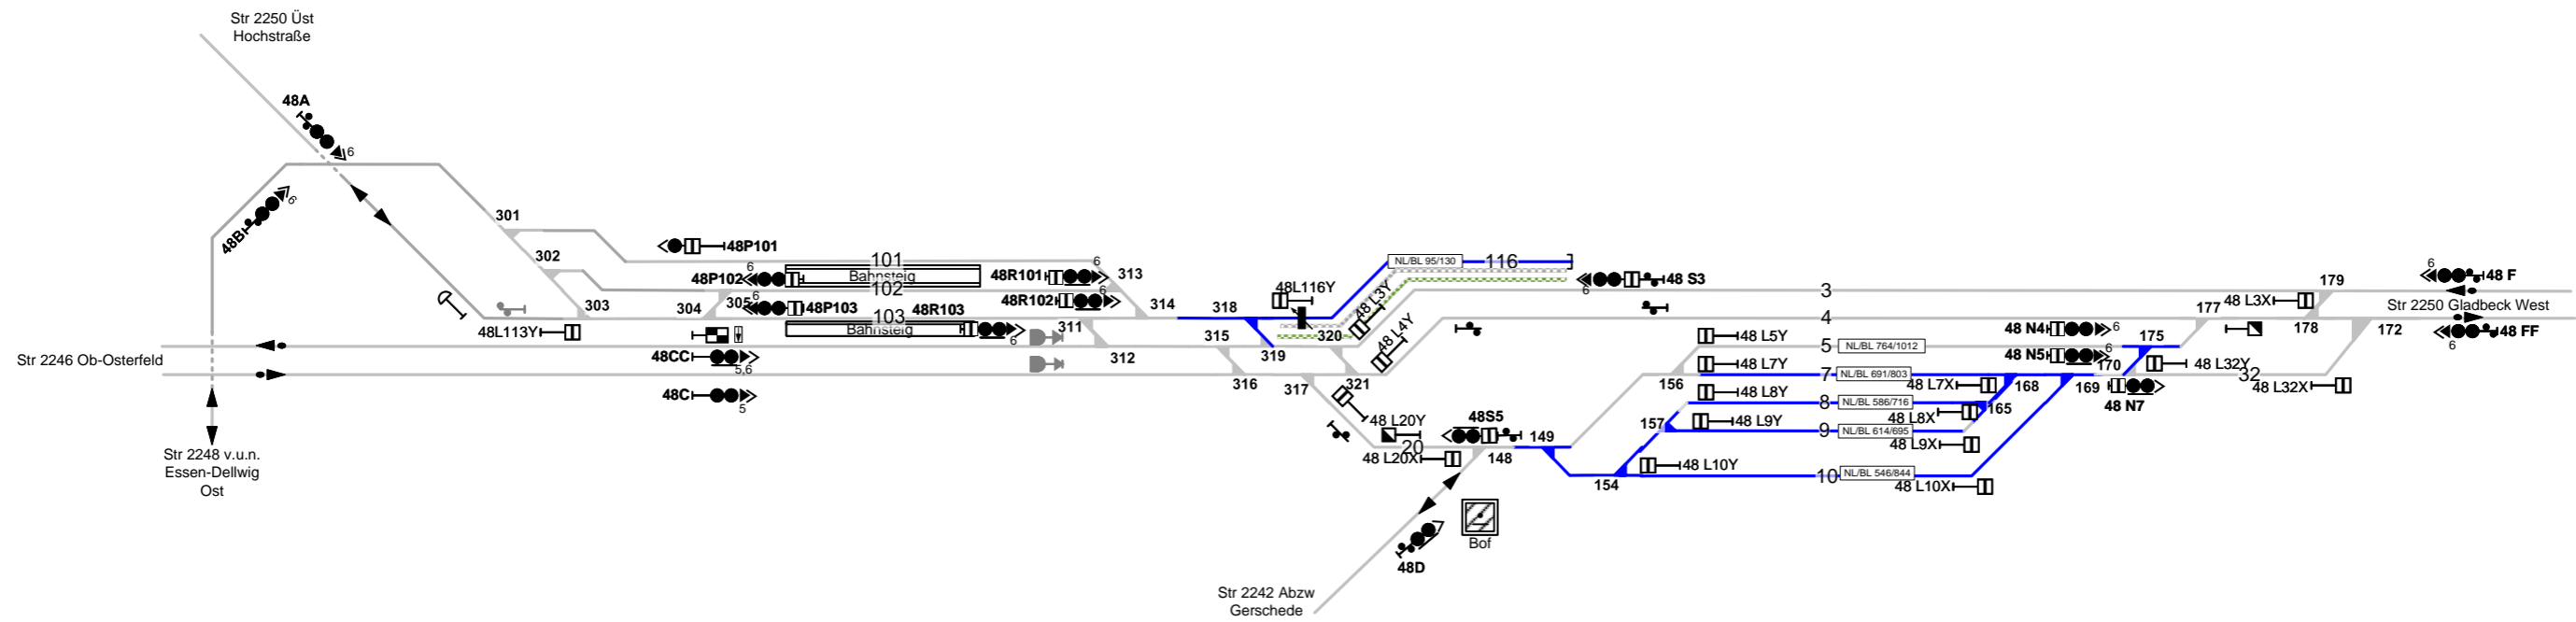 Str 2250 Üst
Hochstraße
48A
6
48B
6
301
302
303
304
305
48P101
101
48P102
6
Bahnsteig
102
48R101
6
313
48R102
6
314
6
48P103
48R103
103
Bahnsteig
6
311
312
48L113Y
48CC
5,6
48C
5
Str 2246 Ob-Osterfeld
Str 2248 v.u.n.
Essen-Dellwig
Ost
318
315
316
319
317
320
321
48L116Y
48 L3Y
48 L4Y
NL/BL 95/130
116
6
48 S3
3
4
48 L20Y
20
48 L20X
48S5
148
149
154
Bof
48D
Str 2242 Abzw
Gerschede
156
157
48 L5Y
48 L7Y
48 L8Y
48 L9Y
48 L10Y
5
NL/BL 764/1012
7
NL/BL 691/803
8
NL/BL 586/716
9
NL/BL 614/695
10
NL/BL 546/844
48 L7X
48 L8X
48 L9X
48 L10X
165
168
169
170
175
48 N4
6
48 N5
6
48 N7
48 L32Y
32
48 L32X
177
178
179
172
48 L3X
6
48 F
Str 2250 Gladbeck West
48 FF
6